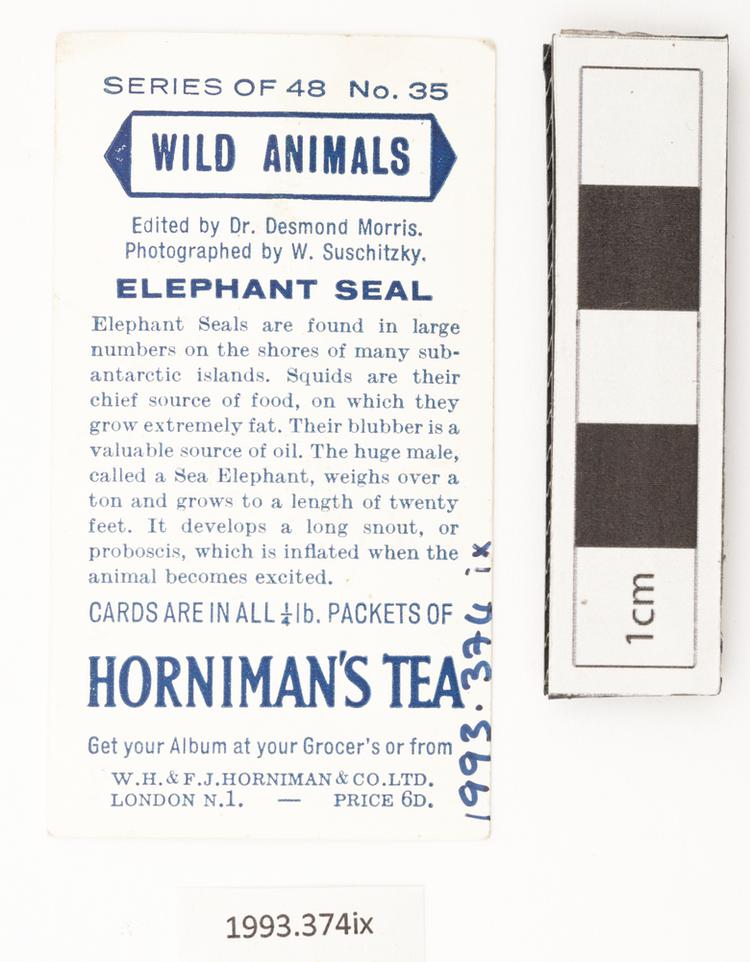 SERIES OF 48 No. 35
WILD ANIMALS
Edited by Dr. Desmond Morris.
Photographed by W. Suschitzky.
ELEPHANT SEAL
Elephant Seals are found in large
numbers on the shores of many sub-
antarctic islands. Squids are their
chief source of food, on which they
grow extremely fat. Their blubber is a
valuable source of oil. The huge male,
called a Sea Elephant, weighs over a
ton and grows to a length of twenty
feet. It develops a long snout, or
proboscis, which is inflated when the
animal becomes excited.
CARDS ARE IN ALL ¼lb. PACKETS OF
HORNIMAN'S TEA
Get your Album at your Grocer's or from
W.H.& F.J.HORNIMAN & CO.LTD.
LONDON N.1. — PRICE 6D.
1993.374 ix
1cm
1993.374ix